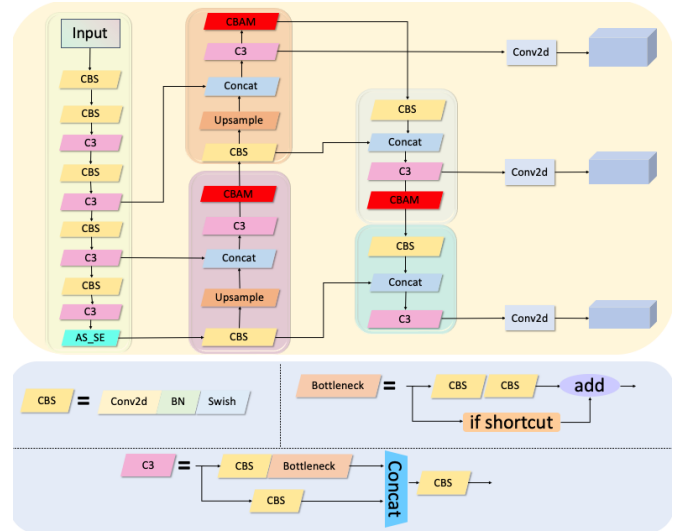 Input
CBS
CBS
C3
CBS
C3
CBS
C3
CBS
C3
AS_SE
CBAM
C3
Concat
Upsample
CBS
CBAM
C3
Concat
Upsample
CBS
CBS
Concat
C3
CBAM
CBS
Concat
C3
Conv2d
Conv2d
Conv2d
CBS = Conv2d BN Swish
Bottleneck = CBS CBS add
if shortcut
C3 = CBS Bottleneck Concat CBS
CBS